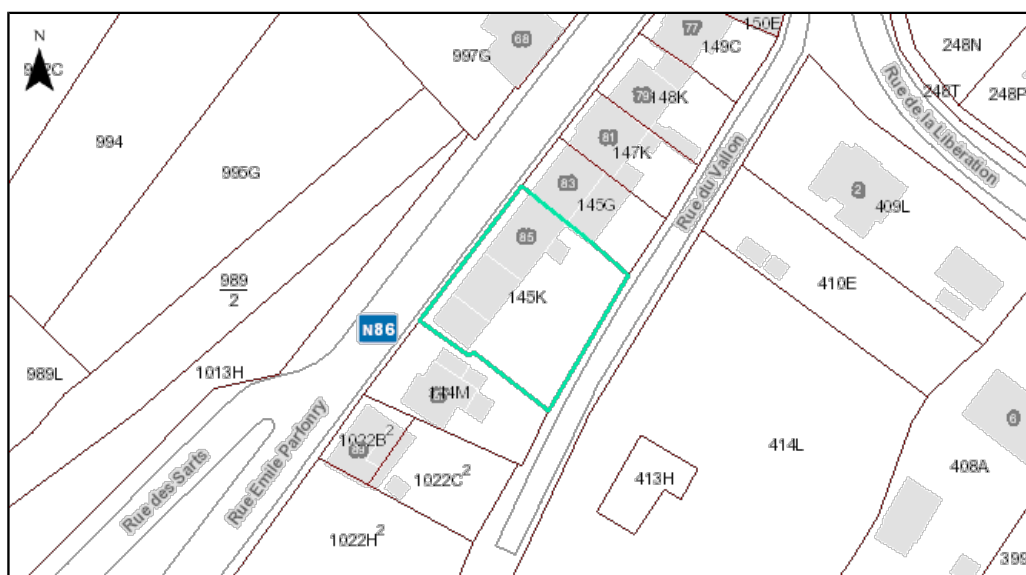 N
68
77
150E
149C
997G
248N
248T
248P
994
79
148K
Rue de la Libération
81
147K
995G
83
145G
Rue du Vallon
2
409L
85
989
2
145K
410E
N86
989L
1013H
144M
6
1022B²
89
414L
408A
413H
1022C²
Rue des Sarts
Rue Emile Parfonry
1022H²
399